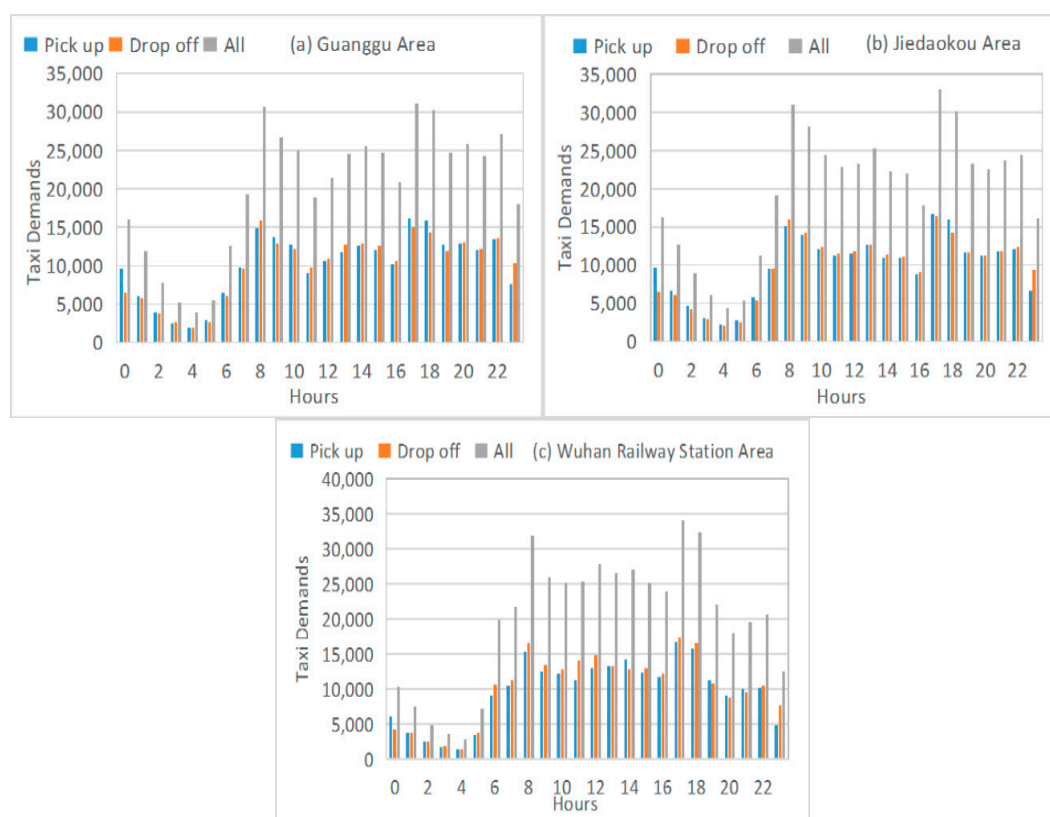 Pick up Drop off All (a) Guanggu Area
35,000
30,000
25,000
20,000
15,000
10,000
5,000
0
Taxi Demands
0 2 4 6 8 10 12 14 16 18 20 22
Hours
Pick up Drop off All (b) Jiedaokou Area
35,000
30,000
25,000
20,000
15,000
10,000
5,000
0
Taxi Demands
0 2 4 6 8 10 12 14 16 18 20 22
Hours
Pick up Drop off All (c) Wuhan Railway Station Area
40,000
35,000
30,000
25,000
20,000
15,000
10,000
5,000
0
Taxi Demands
0 2 4 6 8 10 12 14 16 18 20 22
Hours